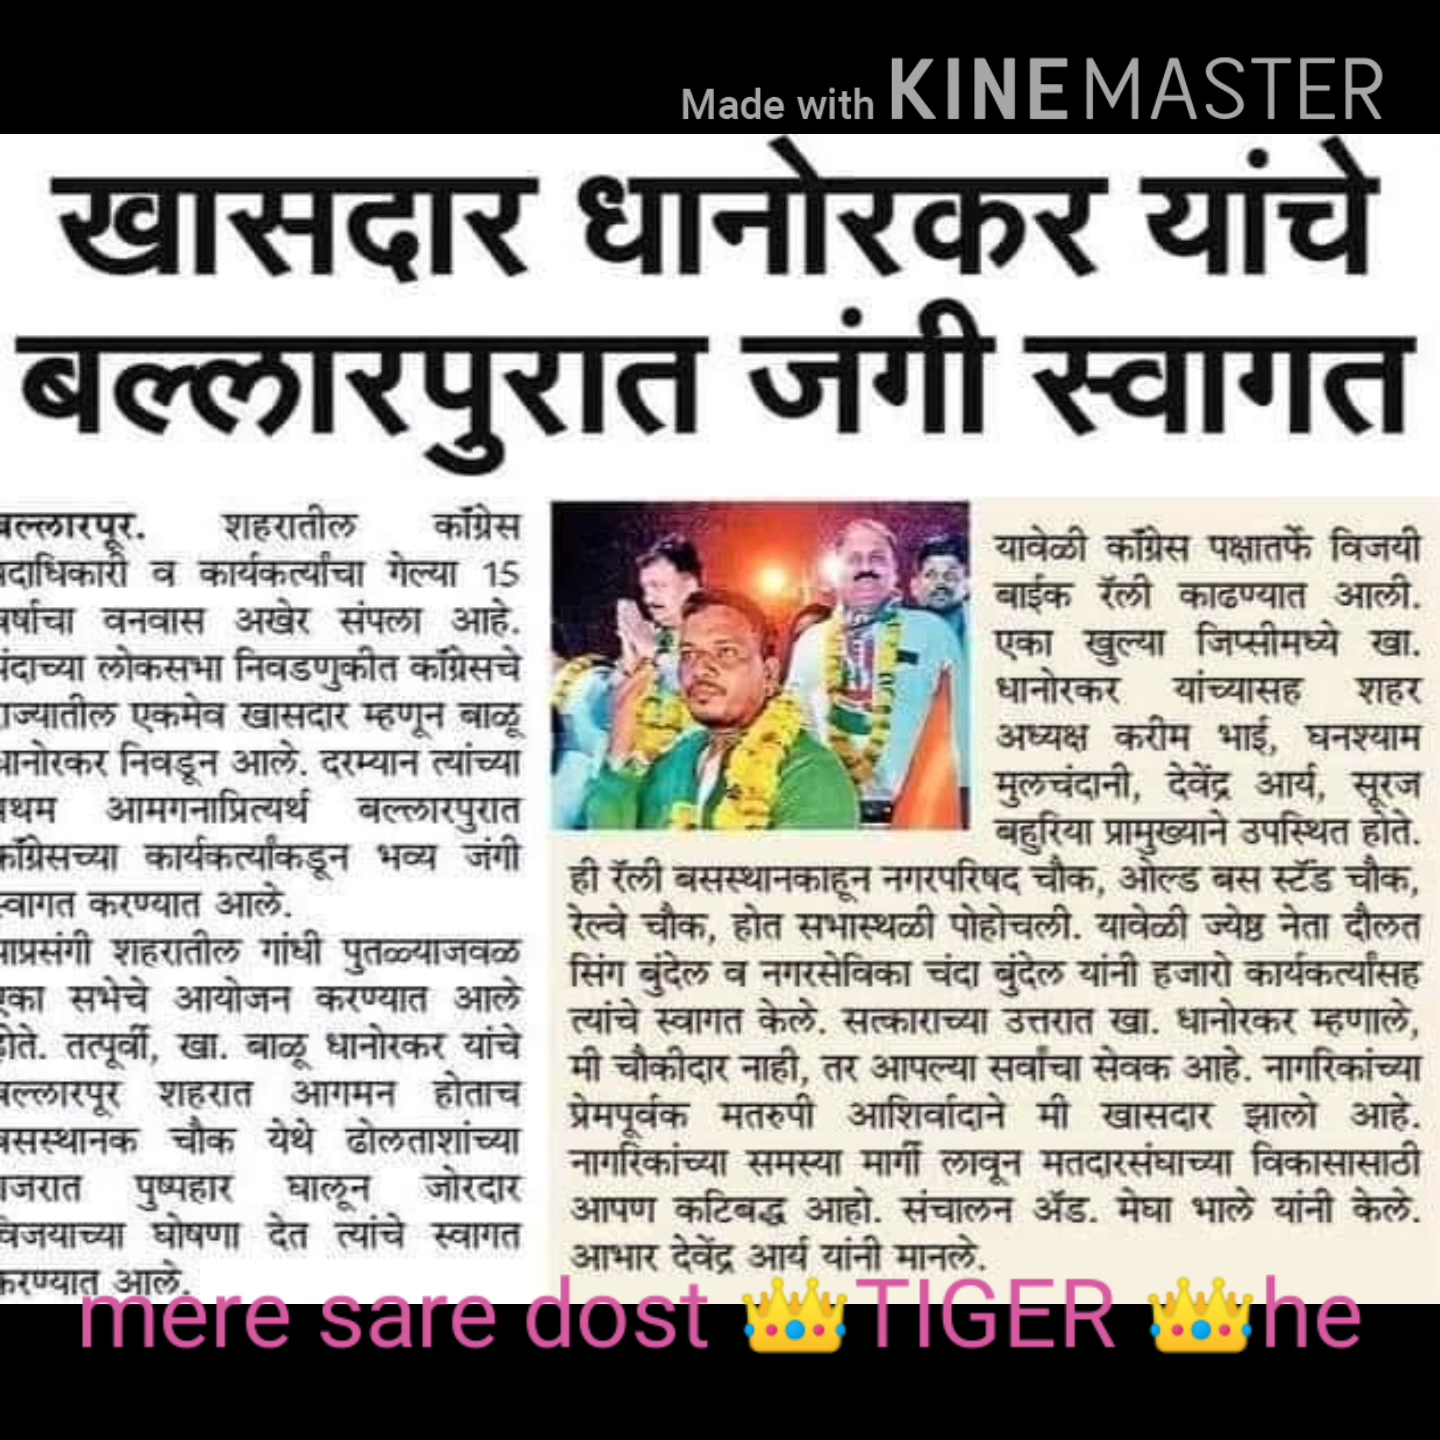 Made with KINEMASTER
खासदार धानोरकर यांचे
बल्लारपुरात जंगी स्वागत
बल्लारपूर. शहरातील काँग्रेस
पदाधिकारी व कार्यकर्त्यांचा गेल्या 15
वर्षाचा वनवास अखेर संपला आहे.
यंदाच्या लोकसभा निवडणुकीत काँग्रेसचे
राज्यातील एकमेव खासदार म्हणून बाळू
धानोरकर निवडून आले. दरम्यान त्यांच्या
प्रथम आमगनाप्रित्यर्थ बल्लारपुरात
काँग्रेसच्या कार्यकर्त्यांकडून भव्य जंगी
स्वागत करण्यात आले.
याप्रसंगी शहरातील गांधी पुतळ्याजवळ
एका सभेचे आयोजन करण्यात आले
होते. तत्पूर्वी, खा. बाळू धानोरकर यांचे
बल्लारपूर शहरात आगमन होताच
बसस्थानक चौक येथे ढोलताशांच्या
गजरात पुष्पहार घालून जोरदार
विजयाच्या घोषणा देत त्यांचे स्वागत
करण्यात आले.
यावेळी काँग्रेस पक्षातर्फे विजयी
बाईक रॅली काढण्यात आली.
एका खुल्या जिप्सीमध्ये खा.
धानोरकर यांच्यासह शहर
अध्यक्ष करीम भाई, घनश्याम
मुलचंदानी, देवेंद्र आर्य, सूरज
बहुरिया प्रामुख्याने उपस्थित होते.
ही रॅली बसस्थानकाहून नगरपरिषद चौक, ओल्ड बस स्टॅंड चौक,
रेल्वे चौक, होत सभास्थळी पोहोचली. यावेळी ज्येष्ठ नेता दौलत
सिंग बुंदेल व नगरसेविका चंदा बुंदेल यांनी हजारो कार्यकर्त्यांसह
त्यांचे स्वागत केले. सत्काराच्या उत्तरात खा. धानोरकर म्हणाले,
मी चौकीदार नाही, तर आपल्या सर्वांचा सेवक आहे. नागरिकांच्या
प्रेमपूर्वक मतरुपी आशिर्वादाने मी खासदार झालो आहे.
नागरिकांच्या समस्या मार्गी लावून मतदारसंघाच्या विकासासाठी
आपण कटिबद्ध आहो. संचालन ॲड. मेघा भाले यांनी केले.
आभार देवेंद्र आर्य यांनी मानले.
mere sare dost 👑TIGER 👑he